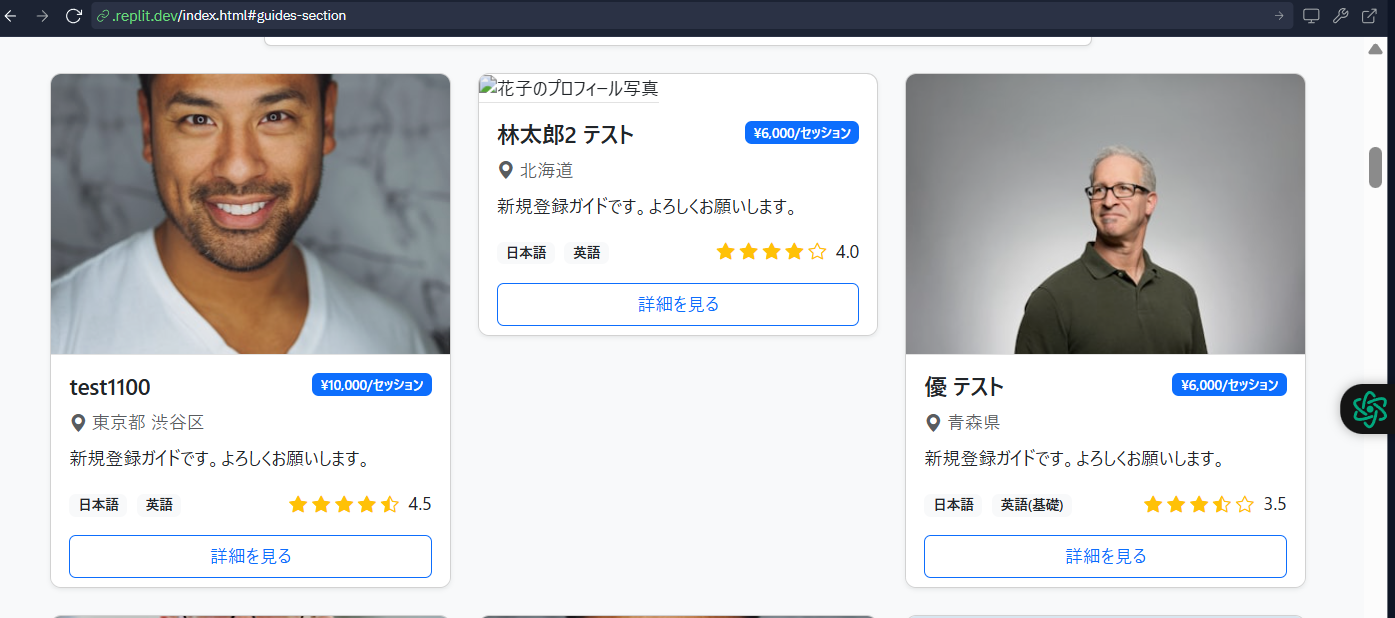 .replit.dev/index.html#guides-section
test1100
¥10,000/セッション
東京都 渋谷区
新規登録ガイドです。よろしくお願いします。
日本語
英語
4.5
詳細を見る
花子のプロフィール写真
林太郎2 テスト
¥6,000/セッション
北海道
新規登録ガイドです。よろしくお願いします。
日本語
英語
4.0
詳細を見る
優 テスト
¥6,000/セッション
青森県
新規登録ガイドです。よろしくお願いします。
日本語
英語(基礎)
3.5
詳細を見る